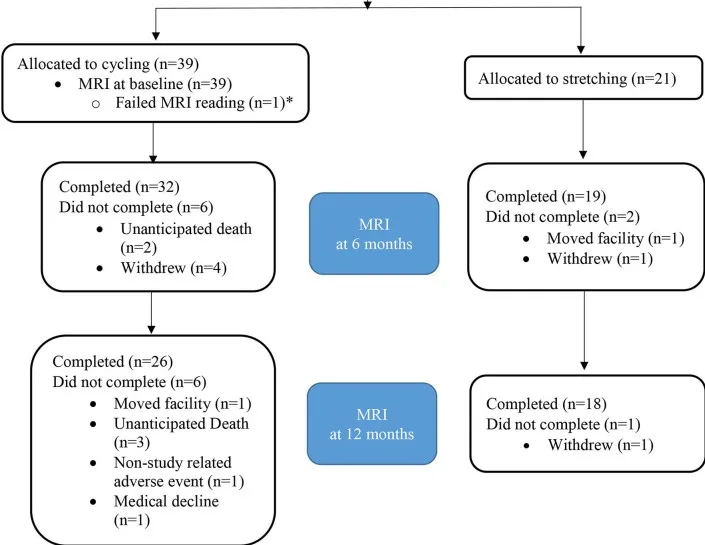 Allocated to cycling (n=39)
• MRI at baseline (n=39)
o Failed MRI reading (n=1)*
Allocated to stretching (n=21)
Completed (n=32)
Did not complete (n=6)
• Unanticipated death
(n=2)
• Withdrew (n=4)
MRI
at 6 months
Completed (n=19)
Did not complete (n=2)
• Moved facility (n=1)
• Withdrew (n=1)
Completed (n=26)
Did not complete (n=6)
• Moved facility (n=1)
• Unanticipated Death
(n=3)
• Non-study related
adverse event (n=1)
• Medical decline
(n=1)
MRI
at 12 months
Completed (n=18)
Did not complete (n=1)
• Withdrew (n=1)